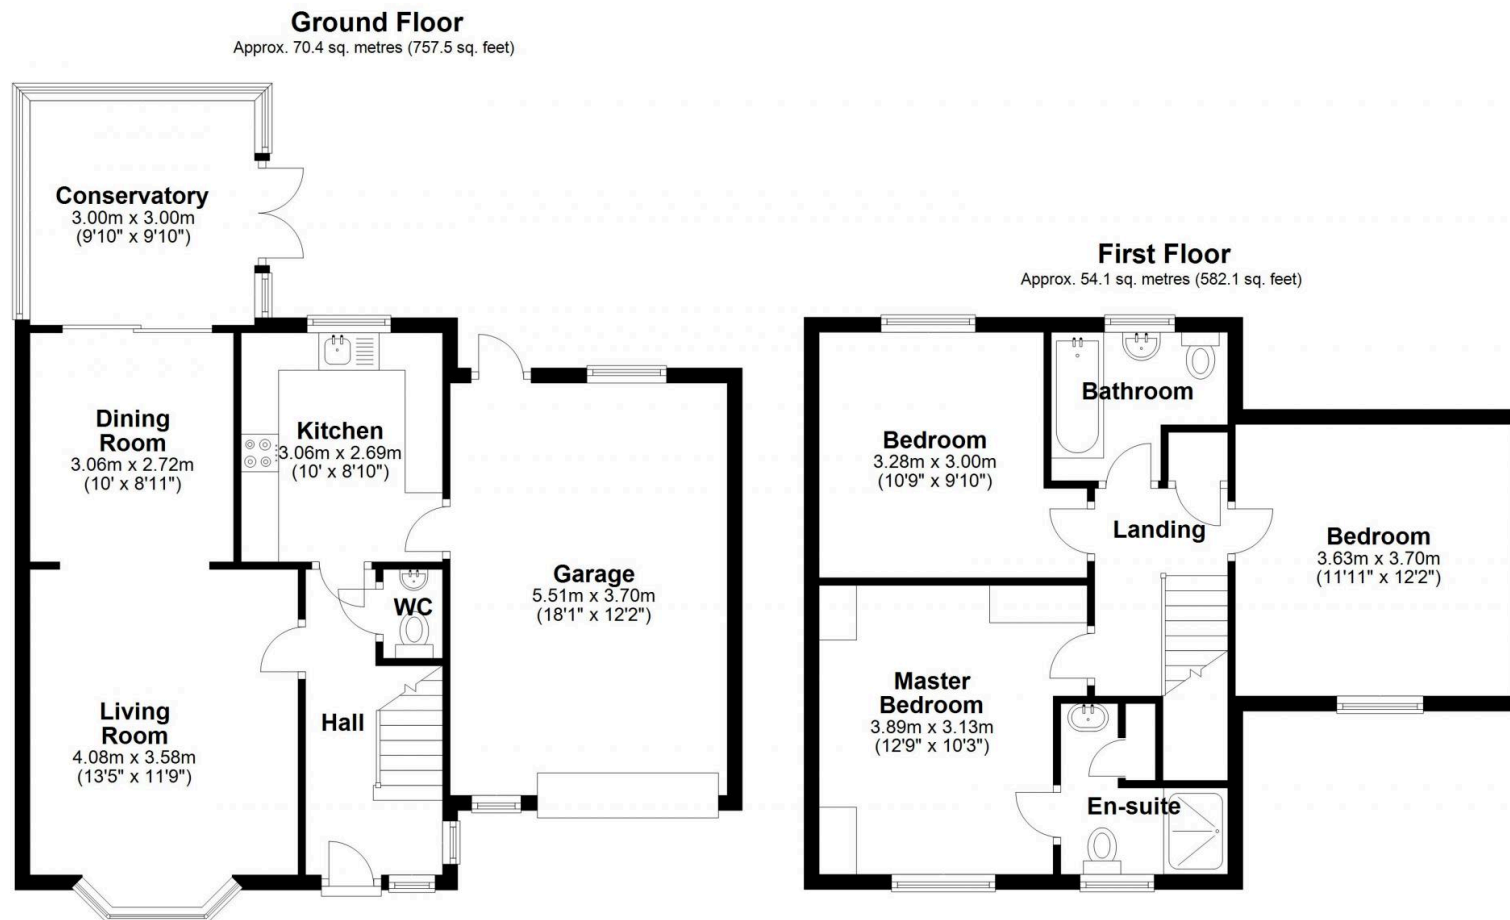 Ground Floor
Approx. 70.4 sq. metres (757.5 sq. feet)
Conservatory
3.00m x 3.00m
(9'10" x 9'10")
Dining
Room
3.06m x 2.72m
(10' x 8'11")
Kitchen
3.06m x 2.69m
(10' x 8'10")
Garage
5.51m x 3.70m
(18'1" x 12'2")
WC
Living
Room
4.08m x 3.58m
(13'5" x 11'9")
Hall
First Floor
Approx. 54.1 sq. metres (582.1 sq. feet)
Bathroom
Bedroom
3.28m x 3.00m
(10'9" x 9'10")
Landing
Bedroom
3.63m x 3.70m
(11'11" x 12'2")
Master
Bedroom
3.89m x 3.13m
(12'9" x 10'3")
En-suite